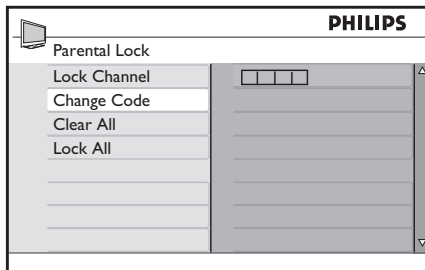 PHILIPS
Parental Lock
Lock Channel
Change Code
Clear All
Lock All